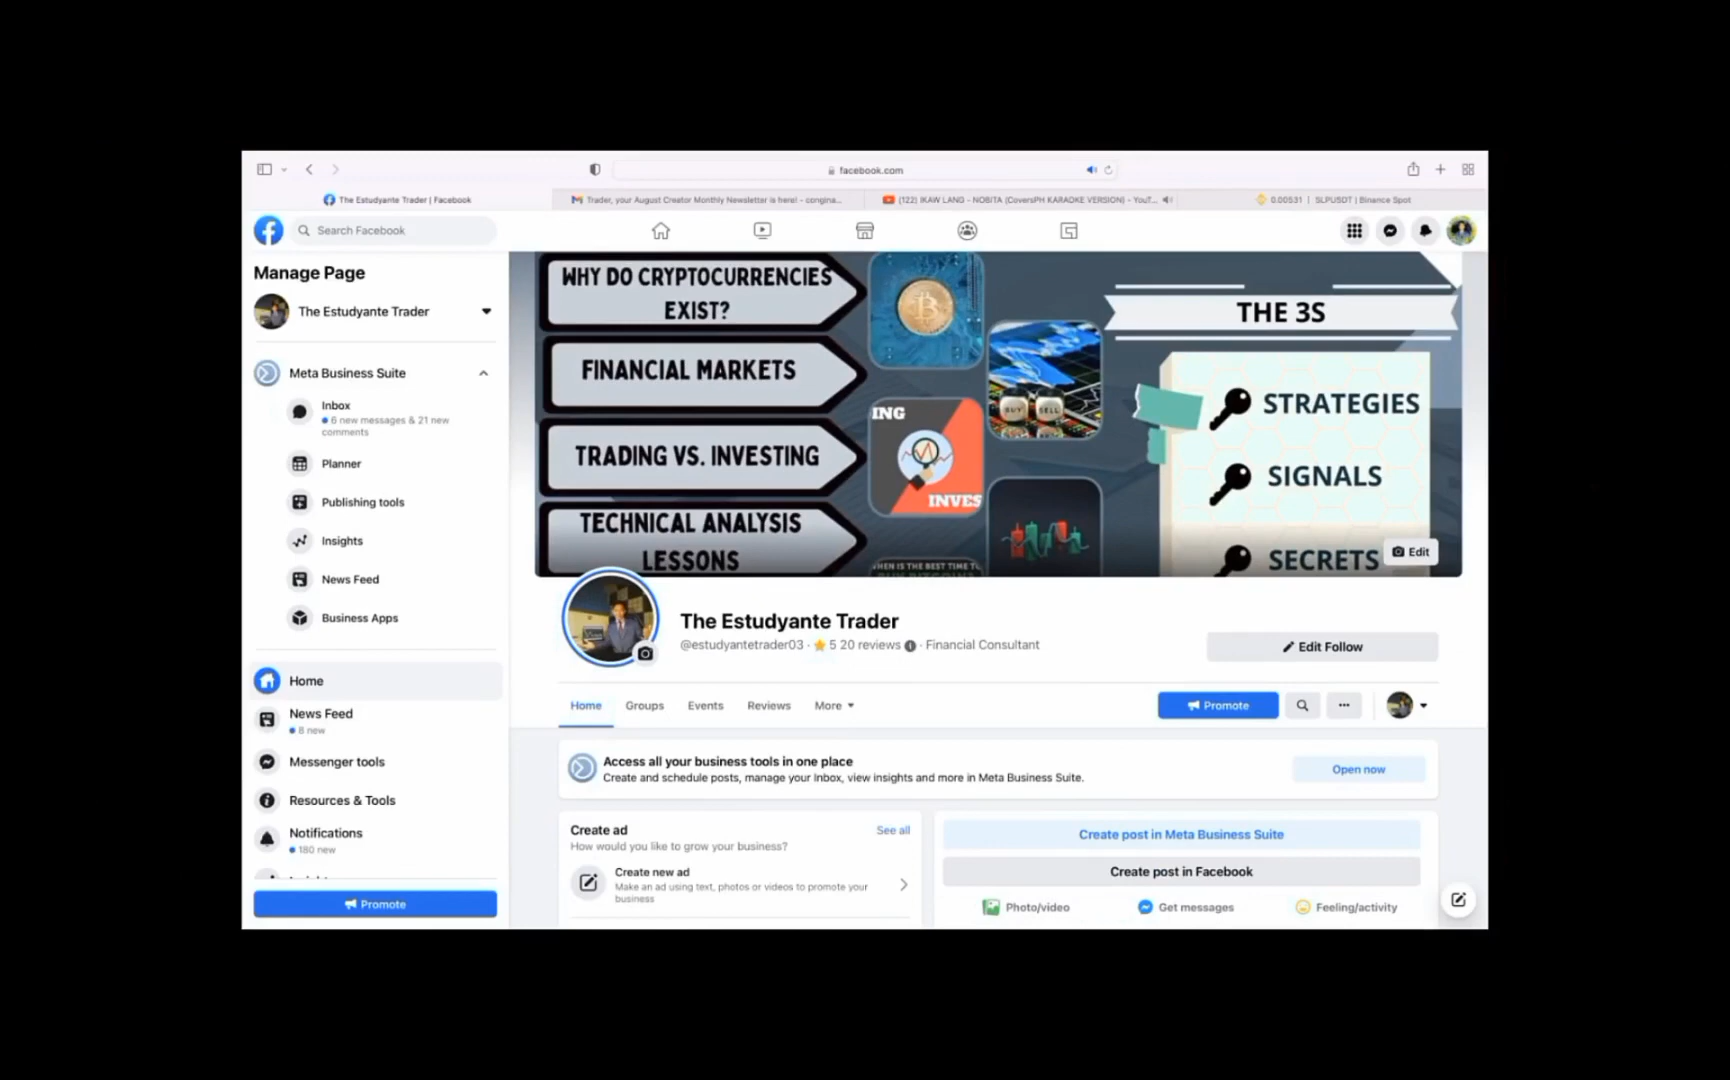 facebook.com
The Estudyante Trader | Facebook
Trader, your August Creator Monthly Newsletter is here! - congina...
(122) IKAW LANG - NOBITA (CoversPH KARAOKE VERSION) - YouT...
0.00531 | SLPUSDT | Binance Spot
Search Facebook
Manage Page
The Estudyante Trader
Meta Business Suite
Inbox
6 new messages & 21 new
comments
Planner
Publishing tools
Insights
News Feed
Business Apps
Home
News Feed
8 new
Messenger tools
Resources & Tools
Notifications
180 new
Promote
WHY DO CRYPTOCURRENCIES
EXIST?
FINANCIAL MARKETS
TRADING VS. INVESTING
TECHNICAL ANALYSIS
LESSONS
BUY SELL
ING
INVES
THE 3S
STRATEGIES
SIGNALS
SECRETS
Edit
The Estudyante Trader
@estudyantetrader03 · 5 20 reviews · Financial Consultant
Edit Follow
Home Groups Events Reviews More
Promote
Access all your business tools in one place
Create and schedule posts, manage your Inbox, view insights and more in Meta Business Suite.
Open now
Create ad
See all
How would you like to grow your business?
Create new ad
Make an ad using text, photos or videos to promote your
business
Create post in Meta Business Suite
Create post in Facebook
Photo/video Get messages Feeling/activity